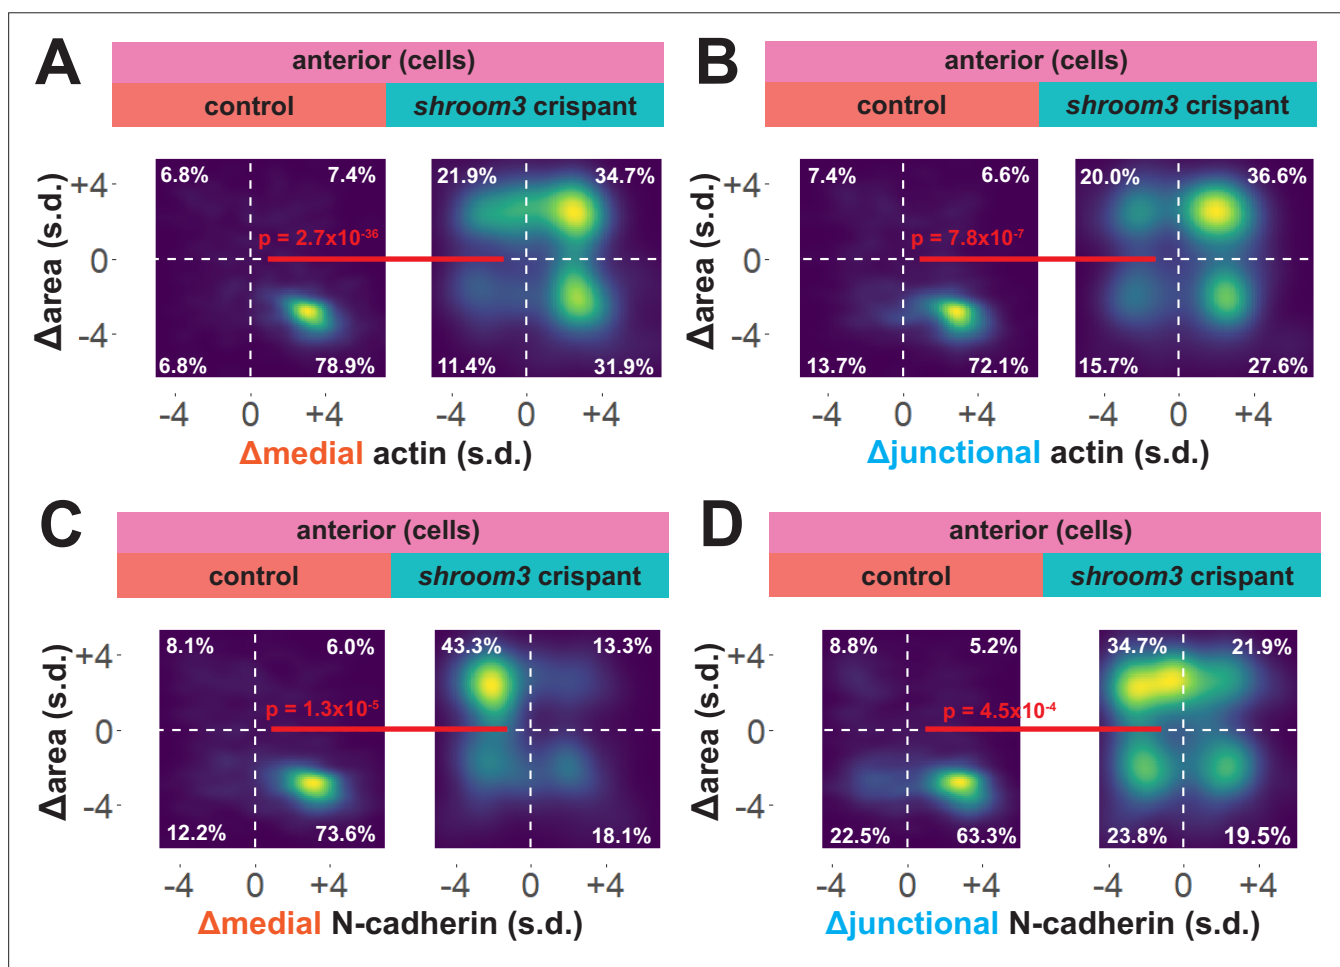 A
anterior (cells)
control
shroom3 crispant
Δarea (s.d.)
+4
0
-4
6.8%
7.4%
6.8%
78.9%
21.9%
34.7%
11.4%
31.9%
p = 2.7x10-36
-4
0
+4
-4
0
+4
Δmedial actin (s.d.)
B
anterior (cells)
control
shroom3 crispant
Δarea (s.d.)
+4
0
-4
7.4%
6.6%
13.7%
72.1%
20.0%
36.6%
15.7%
27.6%
p = 7.8x10-7
-4
0
+4
-4
0
+4
Δjunctional actin (s.d.)
C
anterior (cells)
control
shroom3 crispant
Δarea (s.d.)
+4
0
-4
8.1%
6.0%
12.2%
73.6%
43.3%
13.3%
18.1%
p = 1.3x10-5
-4
0
+4
-4
0
+4
Δmedial N-cadherin (s.d.)
D
anterior (cells)
control
shroom3 crispant
Δarea (s.d.)
+4
0
-4
8.8%
5.2%
22.5%
63.3%
34.7%
21.9%
23.8%
19.5%
p = 4.5x10-4
-4
0
+4
-4
0
+4
Δjunctional N-cadherin (s.d.)